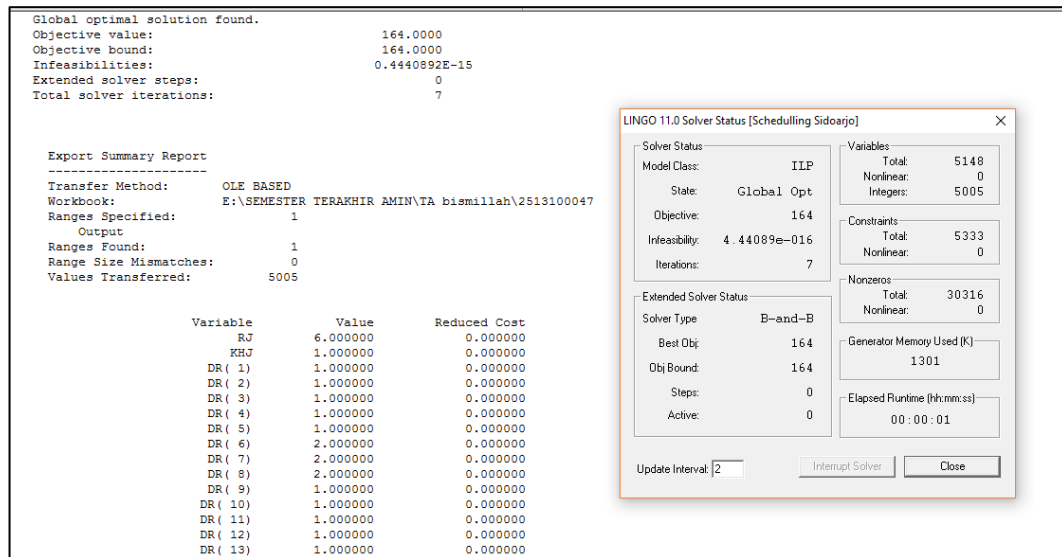 Global optimal solution found.
Objective value: 164.0000
Objective bound: 164.0000
Infeasibilities: 0.4440892E-15
Extended solver steps: 0
Total solver iterations: 7
Export Summary Report
---------------------
Transfer Method: OLE BASED
Workbook: E:\SEMESTER TERAKHIR AMIN\TA bismillah\2513100047
Ranges Specified: 1
Output
Ranges Found: 1
Range Size Mismatches: 0
Values Transferred: 5005
Variable Value Reduced Cost
RJ 6.000000 0.000000
KHJ 1.000000 0.000000
DR( 1) 1.000000 0.000000
DR( 2) 1.000000 0.000000
DR( 3) 1.000000 0.000000
DR( 4) 1.000000 0.000000
DR( 5) 1.000000 0.000000
DR( 6) 2.000000 0.000000
DR( 7) 2.000000 0.000000
DR( 8) 2.000000 0.000000
DR( 9) 1.000000 0.000000
DR( 10) 1.000000 0.000000
DR( 11) 1.000000 0.000000
DR( 12) 1.000000 0.000000
DR( 13) 1.000000 0.000000
LINGO 11.0 Solver Status [Schedulling Sidoarjo]
Solver Status
Model Class: ILP
State: Global Opt
Objective: 164
Infeasibility: 4.44089e-016
Iterations: 7
Extended Solver Status
Solver Type B-and-B
Best Obj: 164
Obj Bound: 164
Steps: 0
Active: 0
Variables
Total: 5148
Nonlinear: 0
Integers: 5005
Constraints
Total: 5333
Nonlinear: 0
Nonzeros
Total: 30316
Nonlinear: 0
Generator Memory Used (K)
1301
Elapsed Runtime (hh:mm:ss)
00:00:01
Update Interval: 2
Interrupt Solver
Close